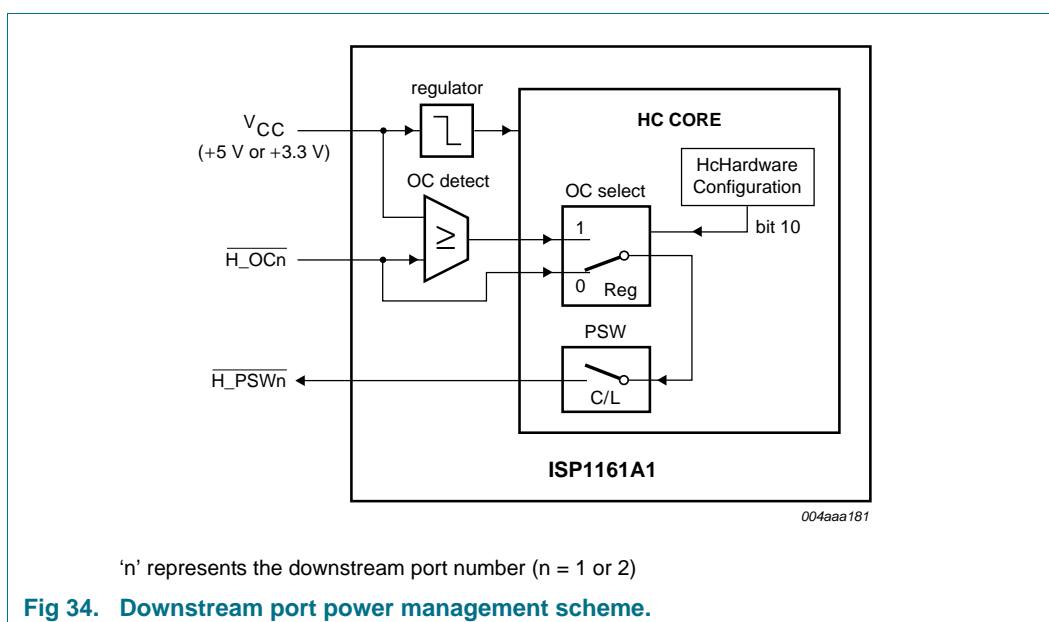 regulator
VCC
(+5 V or +3.3 V)
HC CORE
HcHardware
Configuration
OC detect
OC select
≥
1
bit 10
H_OCn
0
Reg
PSW
H_PSWn
C/L
ISP1161A1
004aaa181
‘n’ represents the downstream port number (n = 1 or 2)
Fig 34. Downstream port power management scheme.